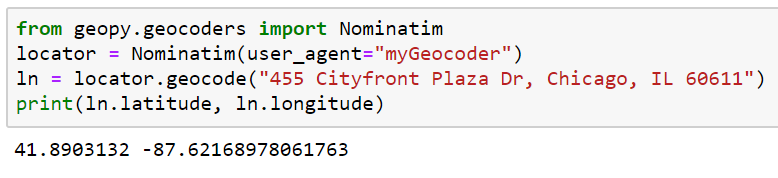 from geopy.geocoders import Nominatim
locator = Nominatim(user_agent="myGeocoder")
ln = locator.geocode("455 Cityfront Plaza Dr, Chicago, IL 60611")
print(ln.latitude, ln.longitude)
41.8903132 -87.62168978061763